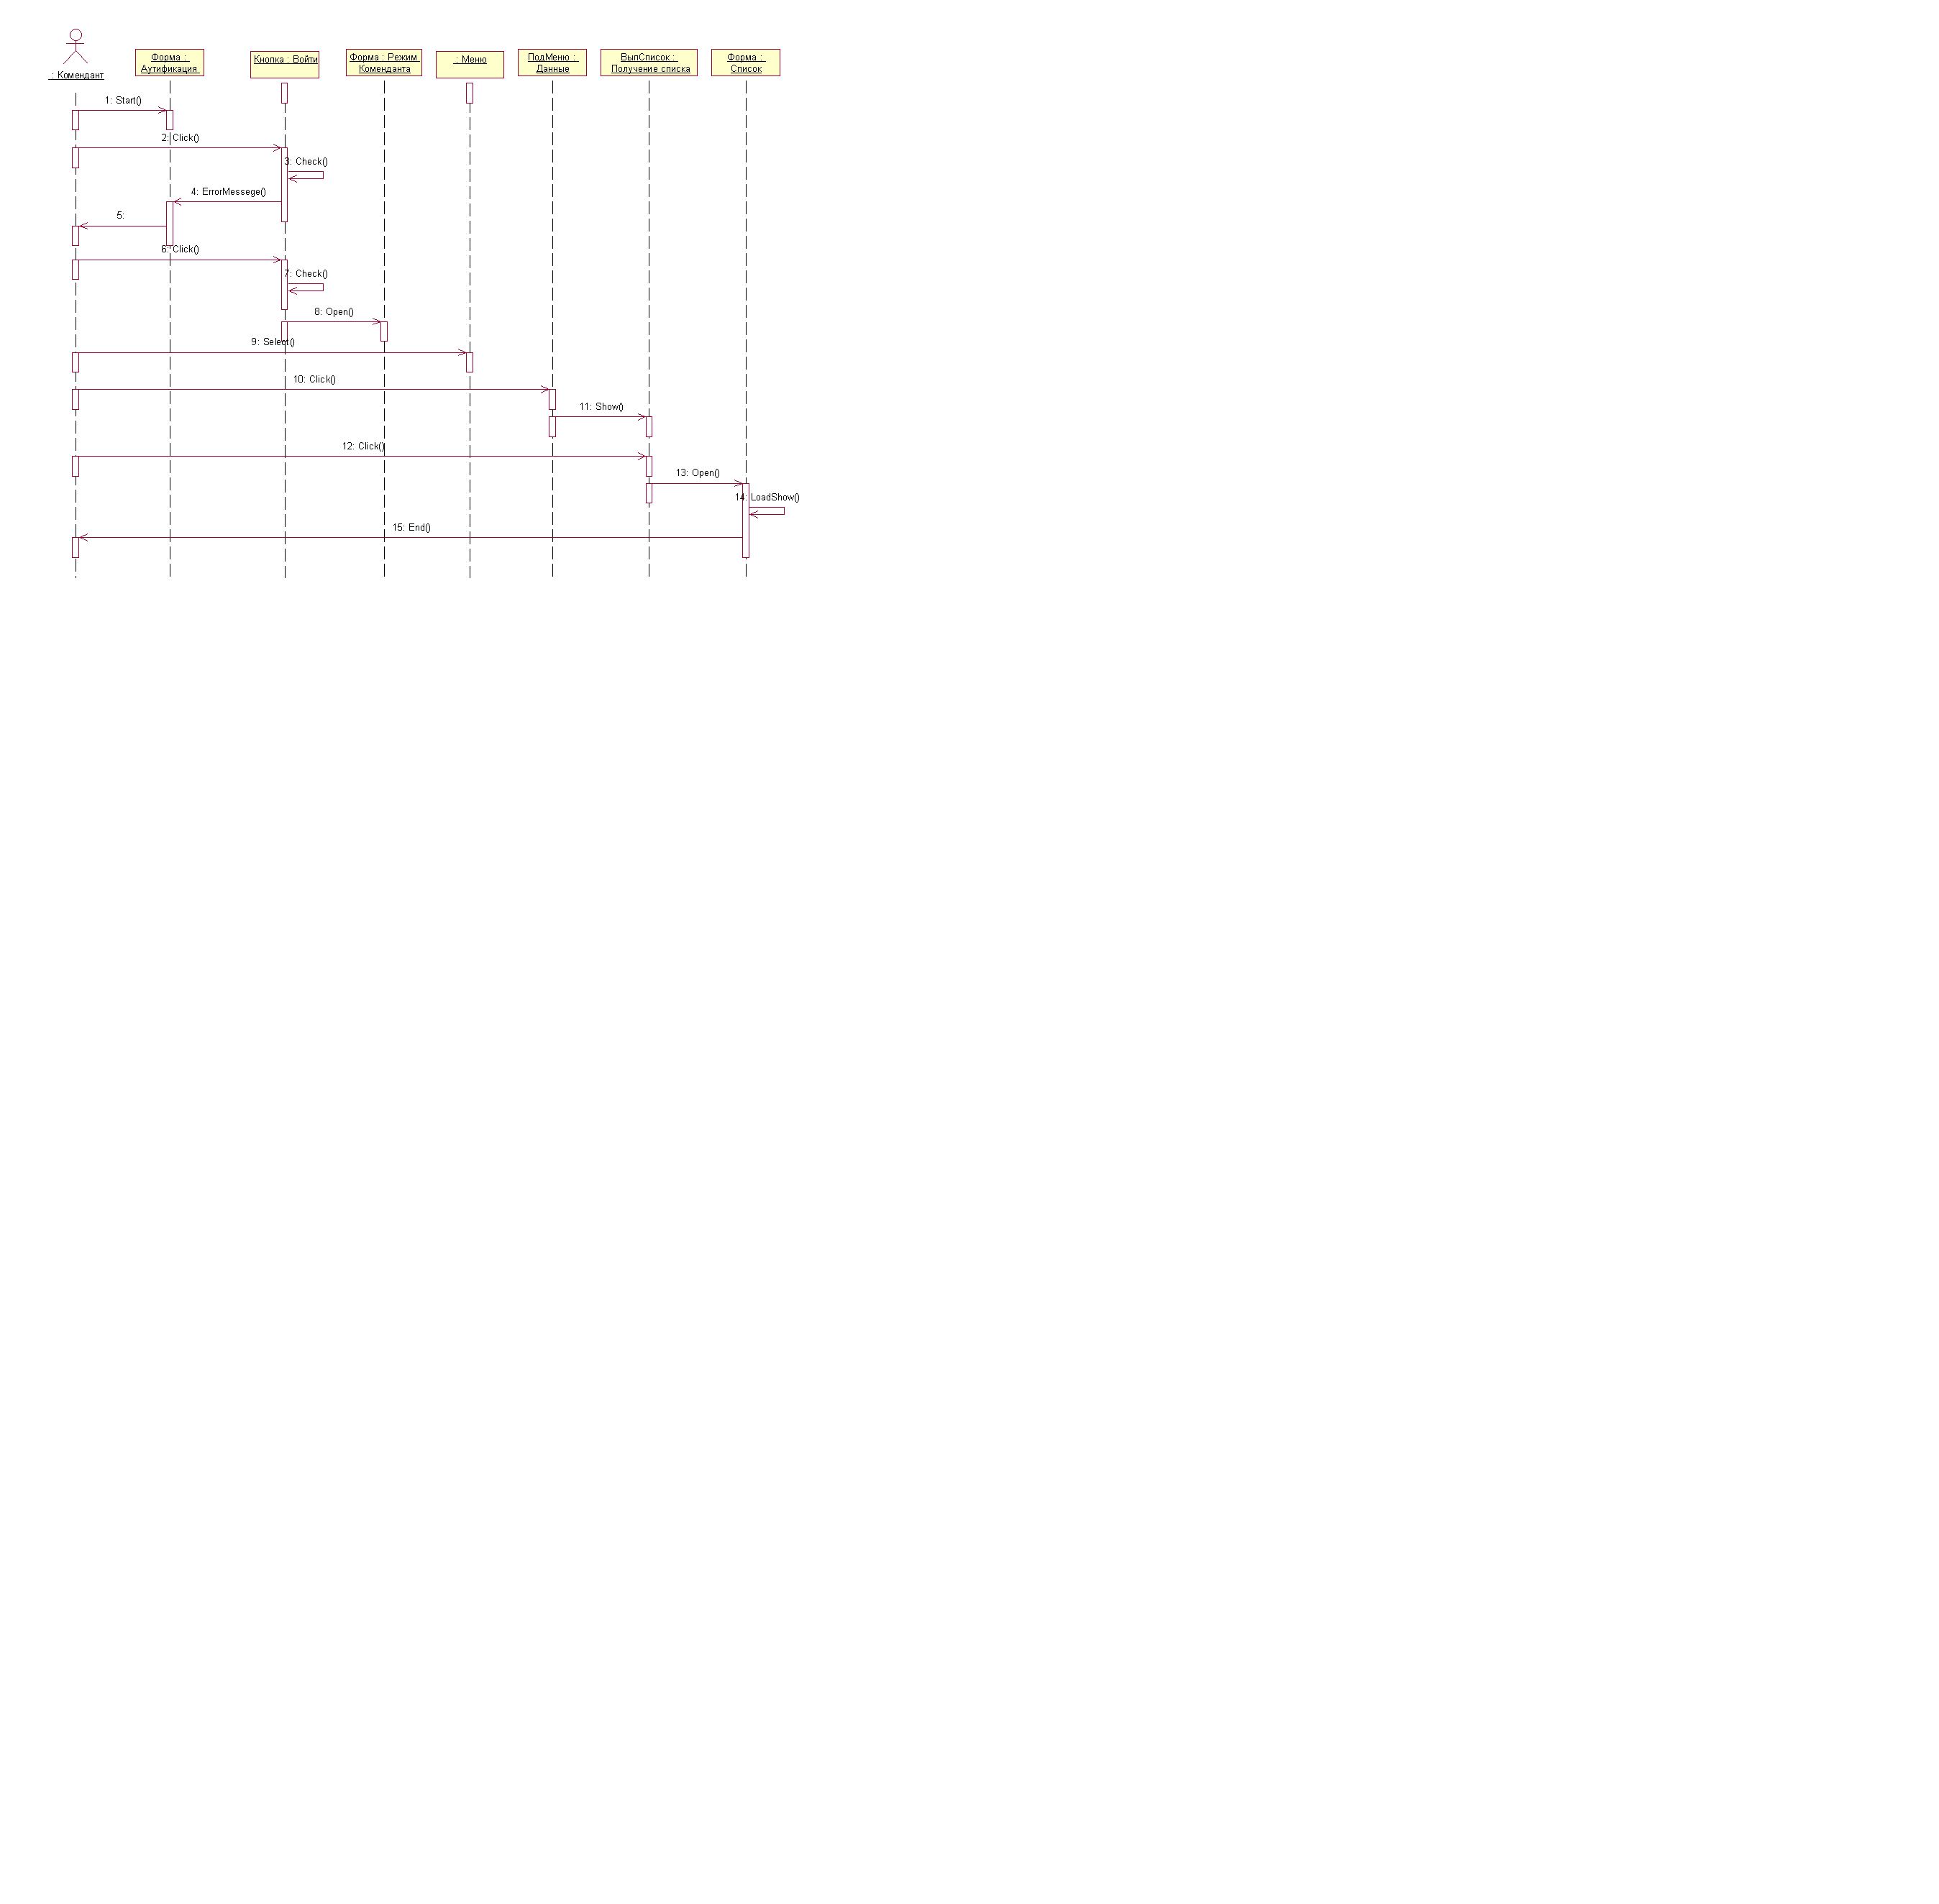 : Комендант
Форма :
Аутификация
Кнопка : Войти
Форма : Режим
Коменданта
: Меню
ПодМеню :
Данные
ВыпСписок :
Получение списка
Форма :
Список
1: Start()
2: Click()
3: Check()
4: ErrorMessege()
5:
6: Click()
7: Check()
8: Open()
9: Select()
10: Click()
11: Show()
12: Click()
13: Open()
14: LoadShow()
15: End()